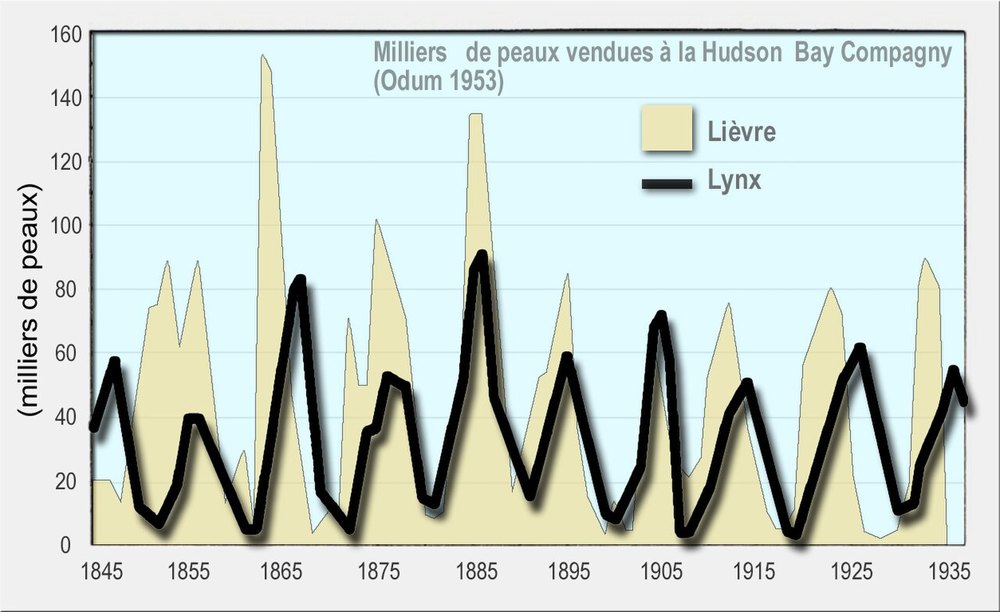 160
Milliers de peaux vendues à la Hudson Bay Compagny
(Odum 1953)
140
Lièvre
120
Lynx
100
80
60
40
20
0
(milliers de peaux)
1845 1855 1865 1875 1885 1895 1905 1915 1925 1935